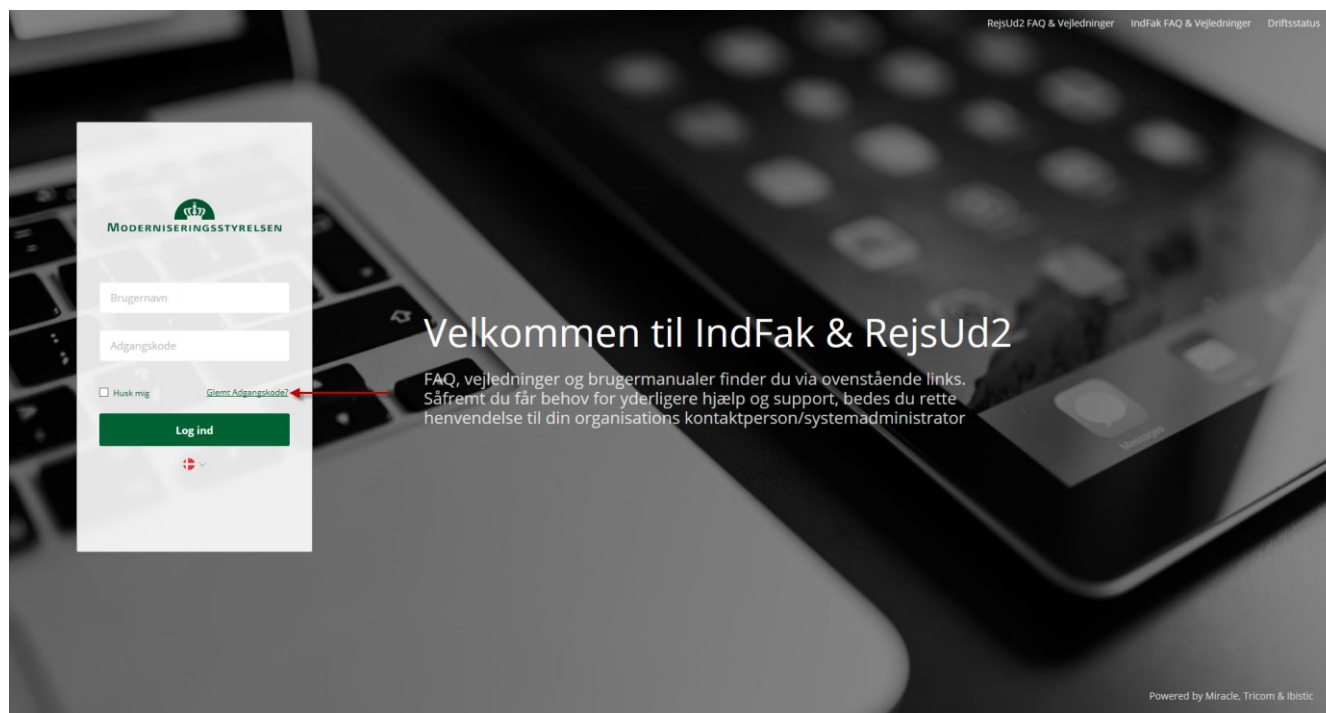 RejsUd2 FAQ & Vejledninger IndFak FAQ & Vejledninger Driftsstatus
MODERNISERINGSSTYRELSEN
Brugernavn
Adgangskode
Husk mig Glemt Adgangskode?
Log ind
Velkommen til IndFak & RejsUd2
FAQ, vejledninger og brugermanualer finder du via ovenstående links.
Såfremt du får behov for yderligere hjælp og support, bedes du rette
henvendelse til din organisations kontaktperson/systemadministrator
Messages
Powered by Miracle, Tricom & Ibistic